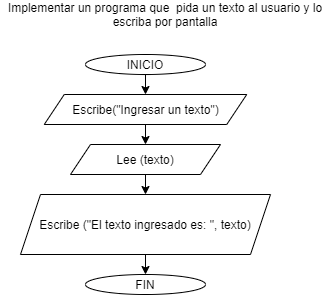 Implementar un programa que  pida un texto al usuario y lo
escriba por pantalla
INICIO
Escribe("Ingresar un texto")
Lee (texto)
Escribe ("El texto ingresado es: ", texto)
FIN